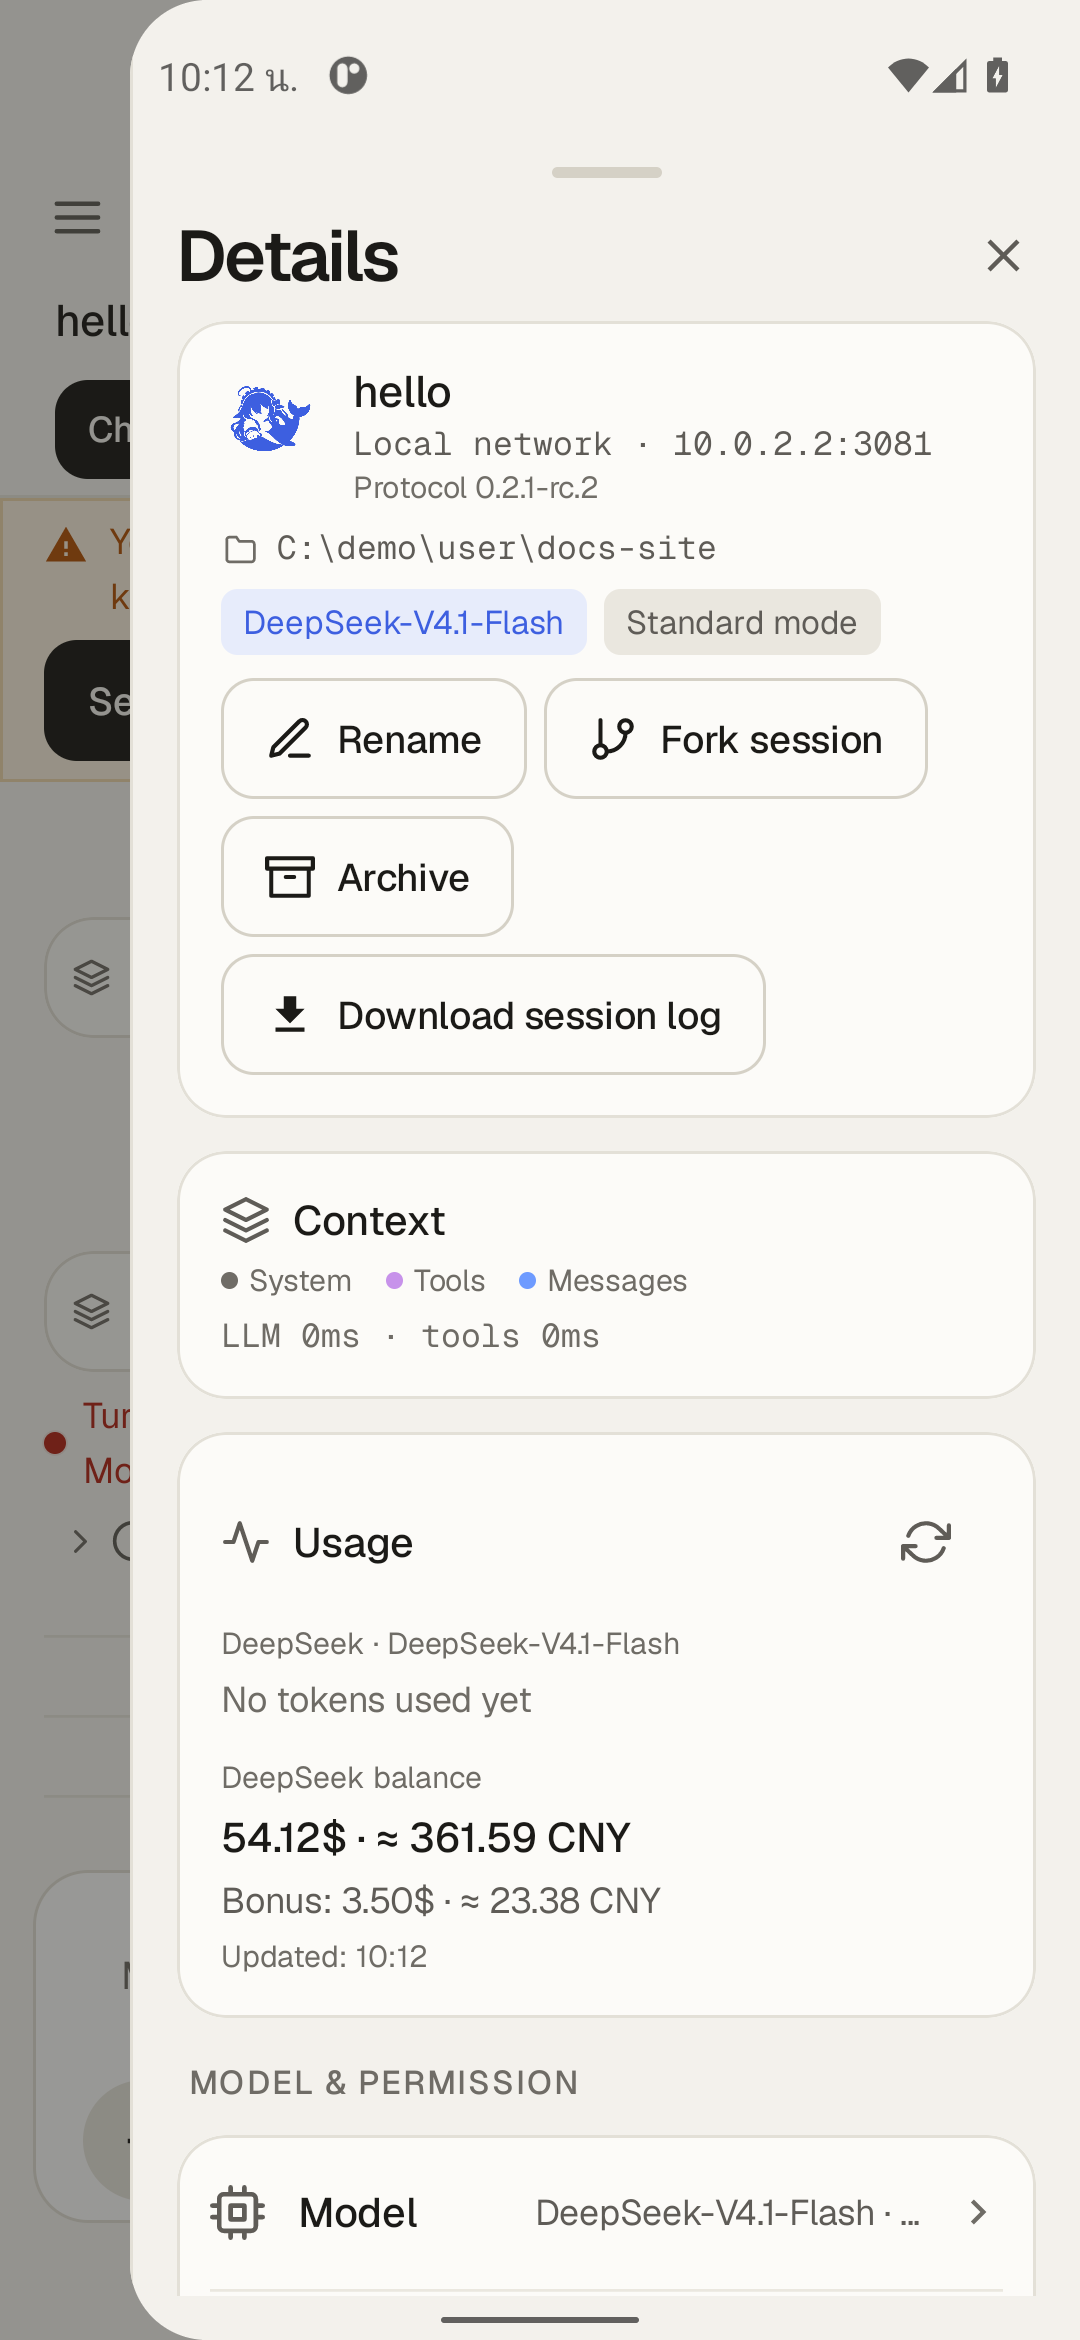 10:12 น.
Details
hell
hello
Local network · 10.0.2.2:3081
Protocol 0.2.1-rc.2
C:\demo\user\docs-site
DeepSeek-V4.1-Flash
Standard mode
Rename
Fork session
Archive
Download session log
Context
System
Tools
Messages
LLM 0ms · tools 0ms
Usage
DeepSeek · DeepSeek-V4.1-Flash
No tokens used yet
DeepSeek balance
54.12$ · ≈ 361.59 CNY
Bonus: 3.50$ · ≈ 23.38 CNY
Updated: 10:12
MODEL & PERMISSION
Model
DeepSeek-V4.1-Flash · ...